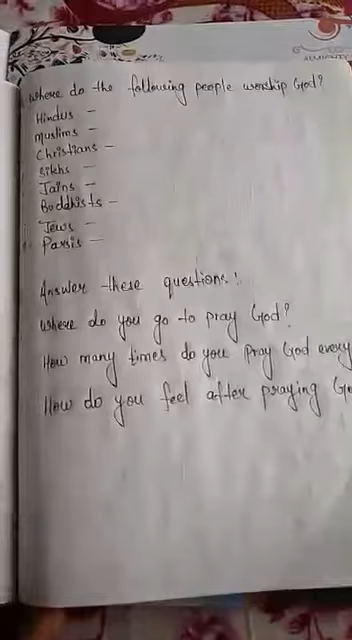 where do the following people worship God?
Hindus -
Muslims -
Christians -
Sikhs -
Jains -
Boddhists -
Jews -
Parsis -
Answer these questions:
where do you go to pray God?
How many times do you pray God every
How do you feel after praying